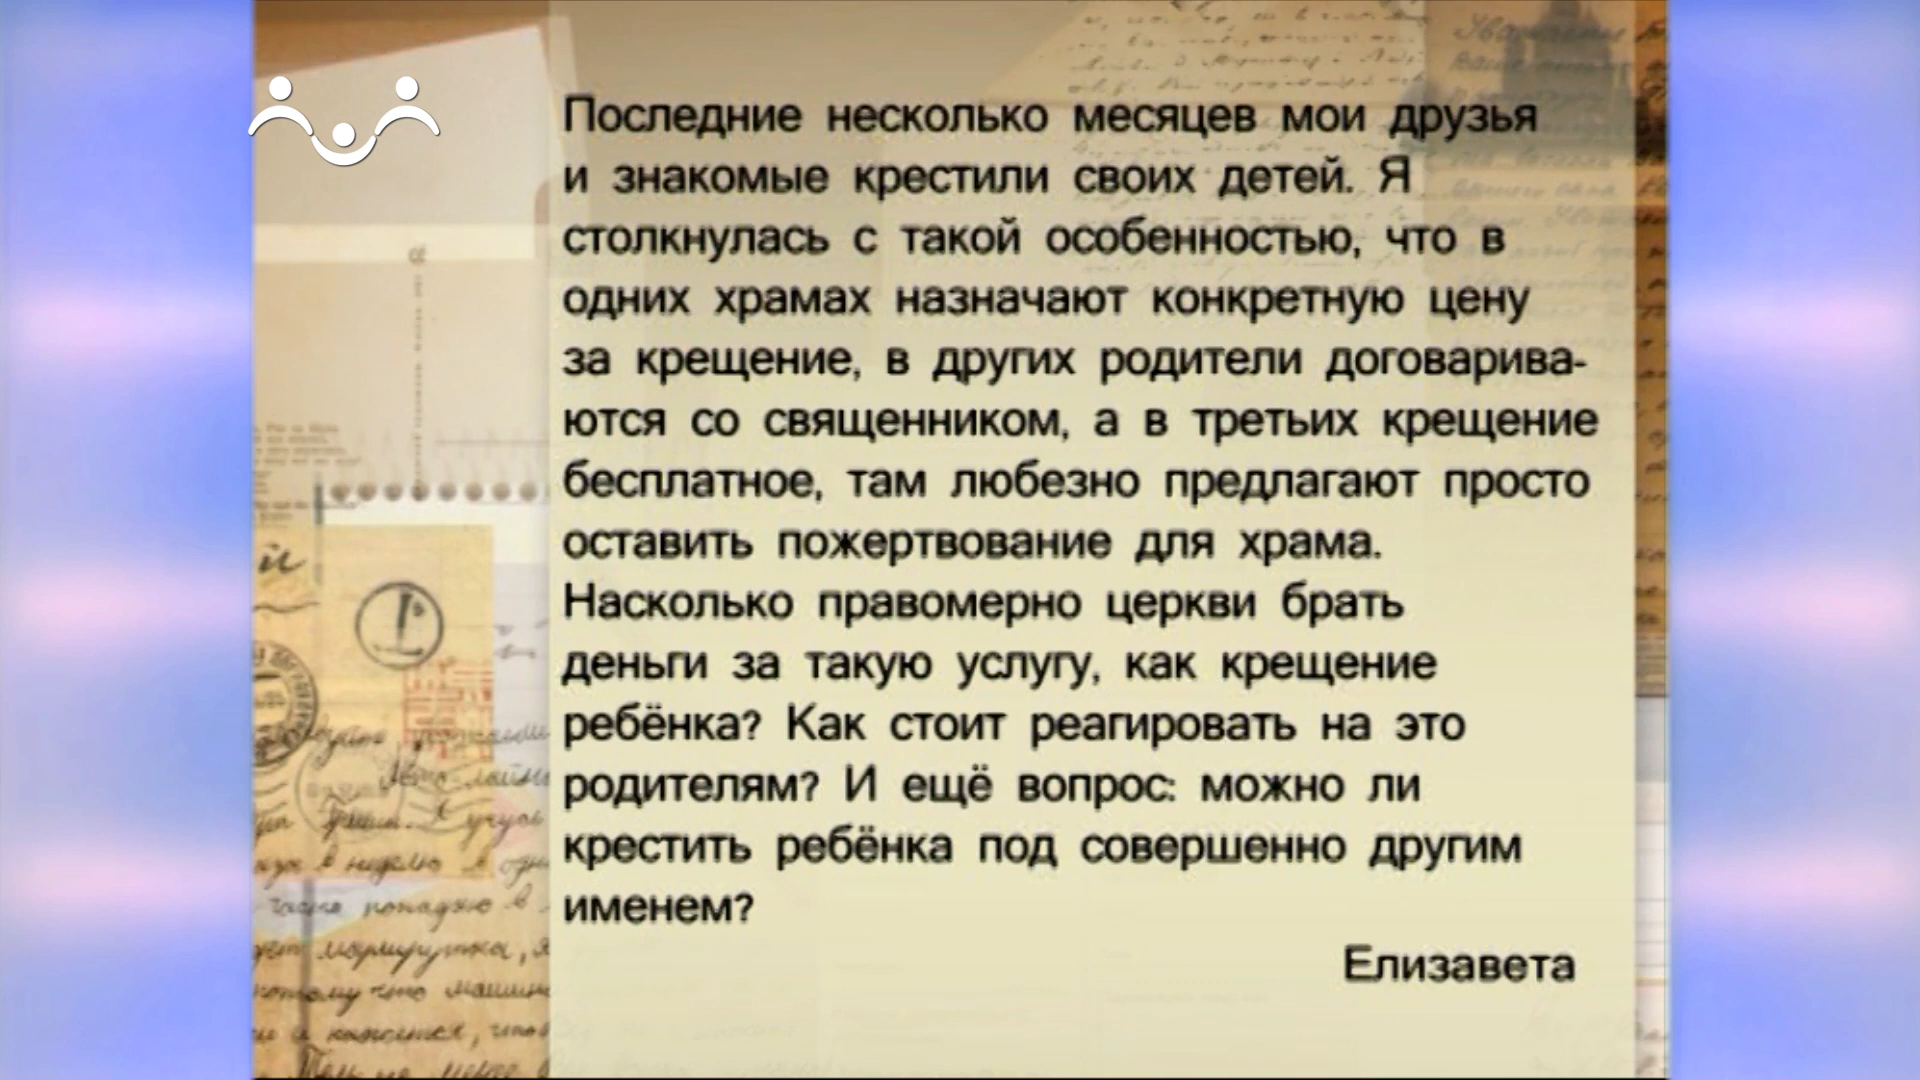 Последние несколько месяцев мои друзья
и знакомые крестили своих детей. Я
столкнулась с такой особенностью, что в
одних храмах назначают конкретную цену
за крещение, в других родители договарива-
ются со священником, а в третьих крещение
бесплатное, там любезно предлагают просто
оставить пожертвование для храма.
Насколько правомерно церкви брать
деньги за такую услугу, как крещение
ребёнка? Как стоит реагировать на это
родителям? И ещё вопрос: можно ли
крестить ребёнка под совершенно другим
именем?
Елизавета